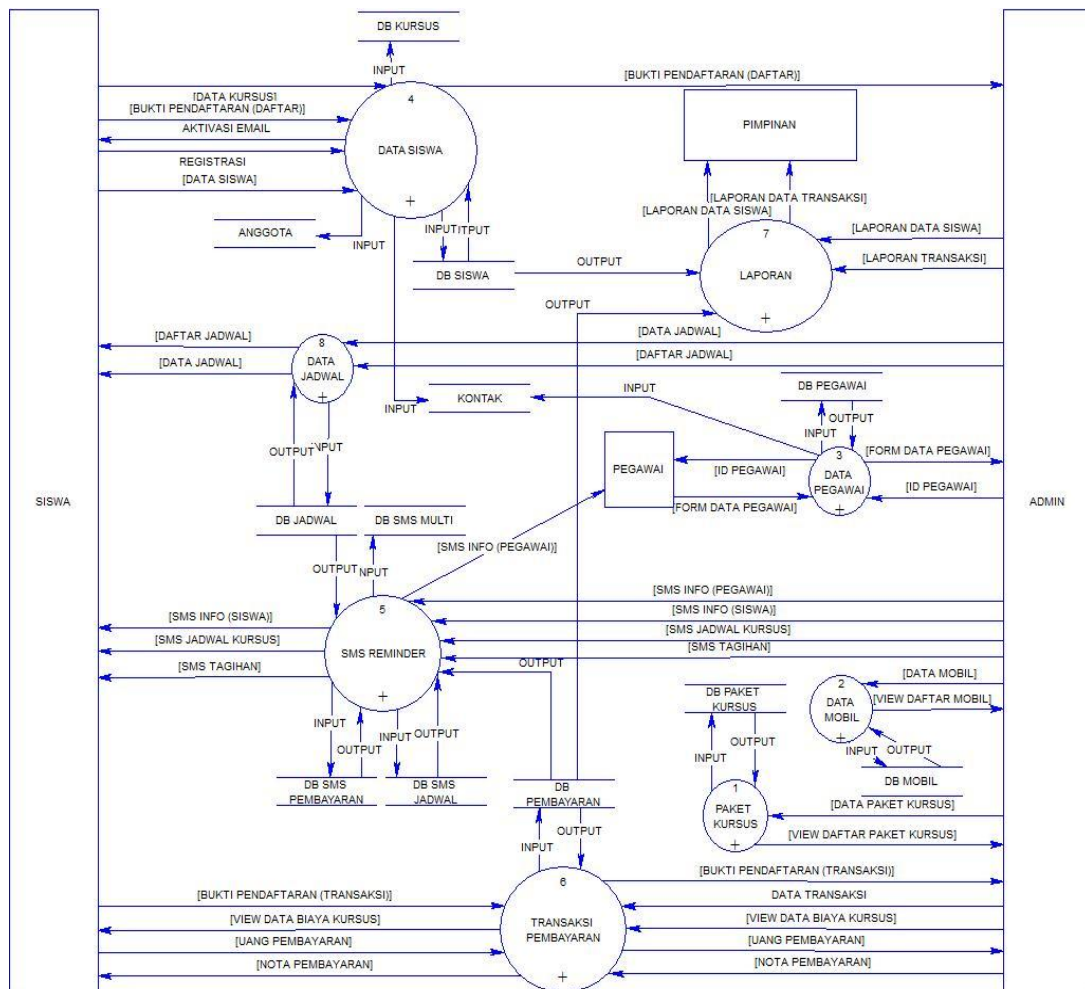 DB KURSUS
INPUT
[DATA KURSUS]
[BUKTI PENDAFTARAN (DAFTAR)]
[BUKTI PENDAFTARAN (DAFTAR)]
4
DATA SISWA
+
AKTIVASI EMAIL
REGISTRASI
[DATA SISWA]
PIMPINAN
[LAPORAN DATA TRANSAKSI]
[LAPORAN DATA SISWA]
ANGGOTA
INPUT
INPUT
ITPUT
DB SISWA
OUTPUT
7
LAPORAN
+
[LAPORAN DATA SISWA]
[LAPORAN TRANSAKSI]
OUTPUT
[DAFTAR JADWAL]
[DATA JADWAL]
8
DATA
JADWAL
+
[DATA JADWAL]
[DAFTAR JADWAL]
INPUT
KONTAK
INPUT
DB PEGAWAI
INPUT
OUTPUT
OUTPUT
NPUT
PEGAWAI
[ID PEGAWAI]
[FORM DATA PEGAWAI]
3
DATA
PEGAWAI
+
[FORM DATA PEGAWAI]
[ID PEGAWAI]
SISWA
ADMIN
DB JADWAL
DB SMS MULTI
OUTPUT
NPUT
[SMS INFO (PEGAWAI)]
[SMS INFO (SISWA)]
[SMS JADWAL KURSUS]
[SMS TAGIHAN]
5
SMS REMINDER
+
[SMS INFO (PEGAWAI)]
[SMS INFO (SISWA)]
[SMS JADWAL KURSUS]
[SMS TAGIHAN]
OUTPUT
INPUT
OUTPUT
INPUT
OUTPUT
DB SMS
PEMBAYARAN
DB SMS
JADWAL
DB
PEMBAYARAN
DB PAKET
KURSUS
INPUT
OUTPUT
2
DATA
MOBIL
+
[DATA MOBIL]
[VIEW DAFTAR MOBIL]
INPUT
OUTPUT
DB MOBIL
1
PAKET
KURSUS
+
[DATA PAKET KURSUS]
[VIEW DAFTAR PAKET KURSUS]
INPUT
OUTPUT
6
TRANSAKSI
PEMBAYARAN
+
[BUKTI PENDAFTARAN (TRANSAKSI)]
[VIEW DATA BIAYA KURSUS]
[UANG PEMBAYARAN]
[NOTA PEMBAYARAN]
[BUKTI PENDAFTARAN (TRANSAKSI)]
DATA TRANSAKSI
[VIEW DATA BIAYA KURSUS]
[UANG PEMBAYARAN]
[NOTA PEMBAYARAN]